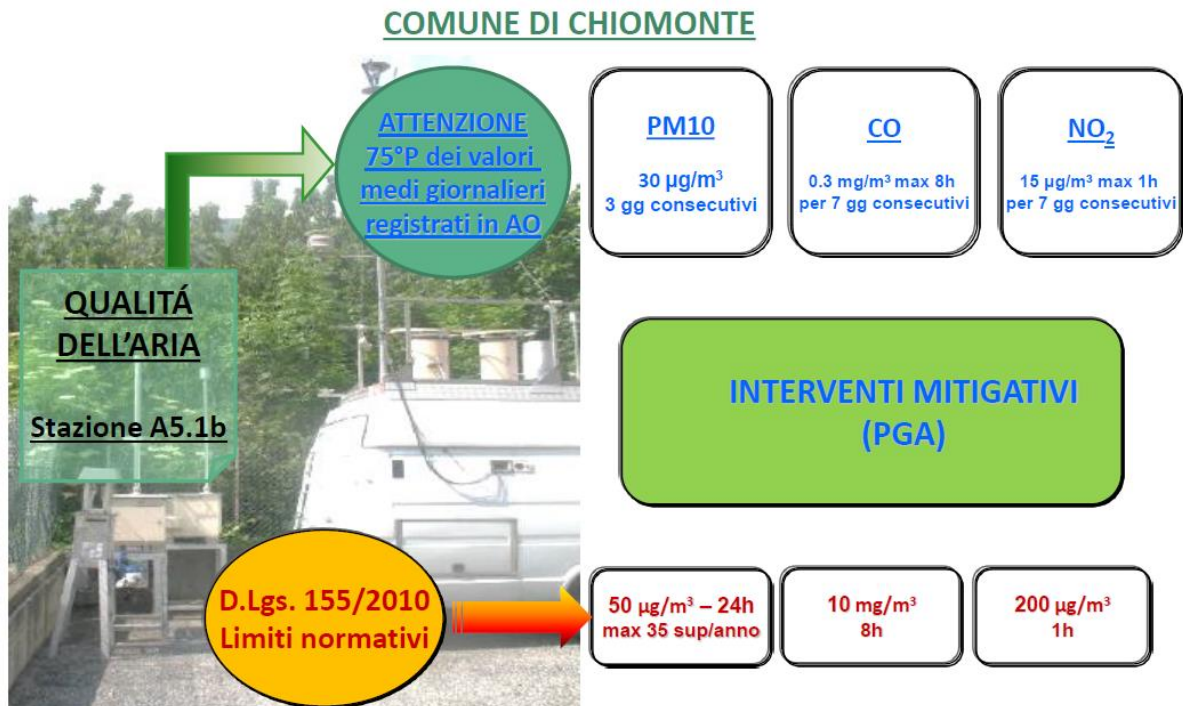 COMUNE DI CHIOMONTE
ATTENZIONE
75°P dei valori
medi giornalieri
registrati in AO
PM10
30 µg/m³
3 gg consecutivi
CO
0.3 mg/m³ max 8h
per 7 gg consecutivi
NO₂
15 µg/m³ max 1h
per 7 gg consecutivi
QUALITÁ
DELL’ARIA
Stazione A5.1b
INTERVENTI MITIGATIVI
(PGA)
D.Lgs. 155/2010
Limiti normativi
50 µg/m³ – 24h
max 35 sup/anno
10 mg/m³
8h
200 µg/m³
1h